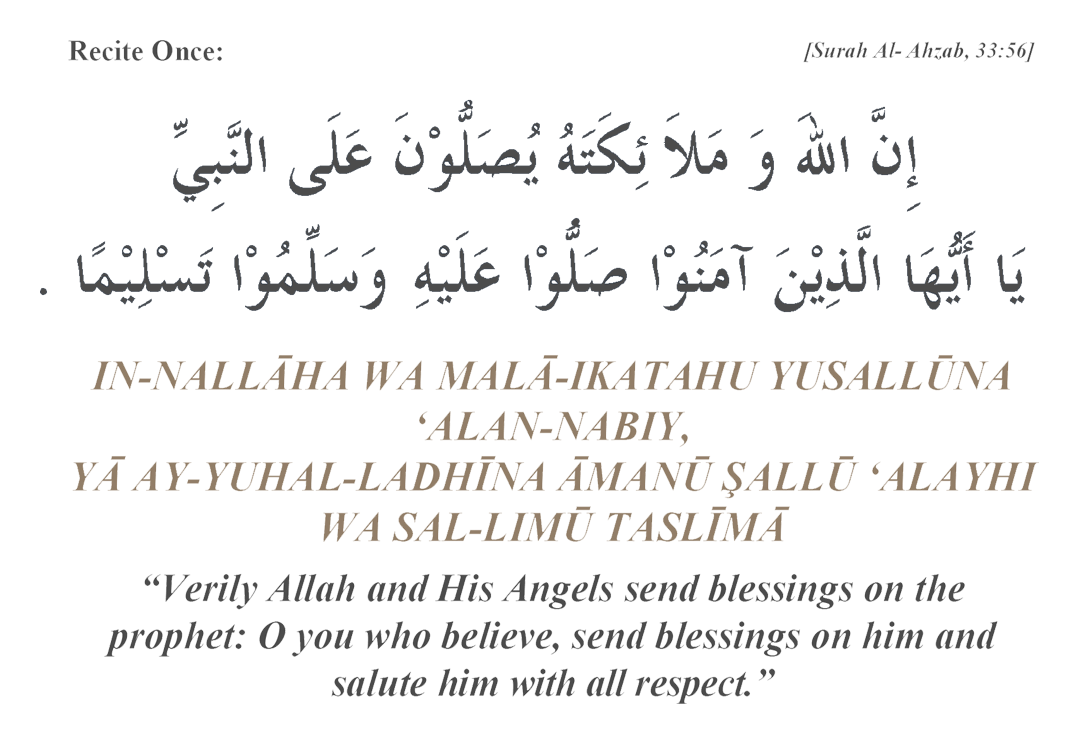 Recite Once:
[Surah Al- Ahzab, 33:56]
إِنَّ اللهَ وَ مَلاَ ئِكَتَهُ يُصَلُّوْنَ عَلَى النَّبِيِّ
يَا أَيُّهَا الَّذِيْنَ آمَنُوْا صَلُّوْا عَلَيْهِ وَسَلِّمُوْا تَسْلِيْمًا .
IN-NALLĀHA WA MALĀ-IKATAHU YUSALLŪNA
‘ALAN-NABIY,
YĀ AY-YUHAL-LADHĪNA ĀMANŪ ŞALLŪ ‘ALAYHI
WA SAL-LIMŪ TASLĪMĀ
“Verily Allah and His Angels send blessings on the
prophet: O you who believe, send blessings on him and
salute him with all respect.”